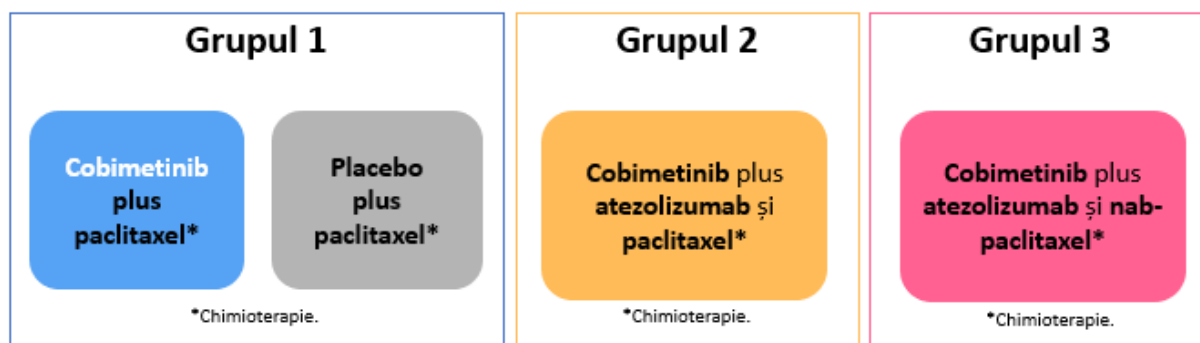 Grupul 1
Cobimetinib
plus
paclitaxel*
Placebo
plus
paclitaxel*
*Chimioterapie.
Grupul 2
Cobimetinib plus
atezolizumab și
paclitaxel*
*Chimioterapie.
Grupul 3
Cobimetinib plus
atezolizumab și nab-
paclitaxel*
*Chimioterapie.